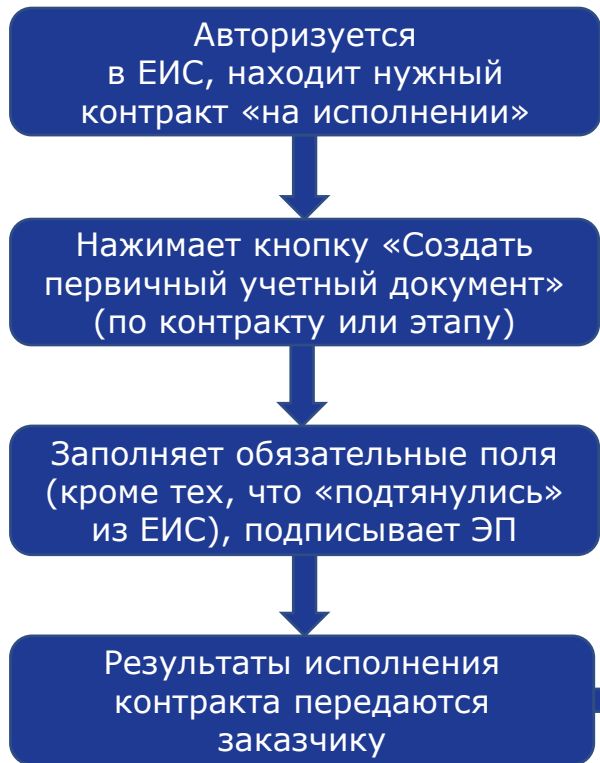 Авторизуется
в ЕИС, находит нужный
контракт «на исполнении»
Нажимает кнопку «Создать
первичный учетный документ»
(по контракту или этапу)
Заполняет обязательные поля
(кроме тех, что «подтянулись»
из ЕИС), подписывает ЭП
Результаты исполнения
контракта передаются
заказчику